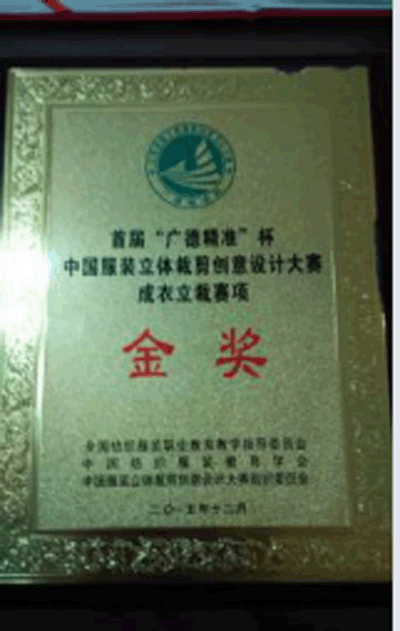 首届“广德精准”杯
中国服装立体裁剪创意设计大赛
成衣立裁赛项
金奖
全国纺织服装职业教育教学指导委员会
中国纺织服装教育学会
中国服装立体裁剪创意设计大赛组织委员会
二〇一五年十二月